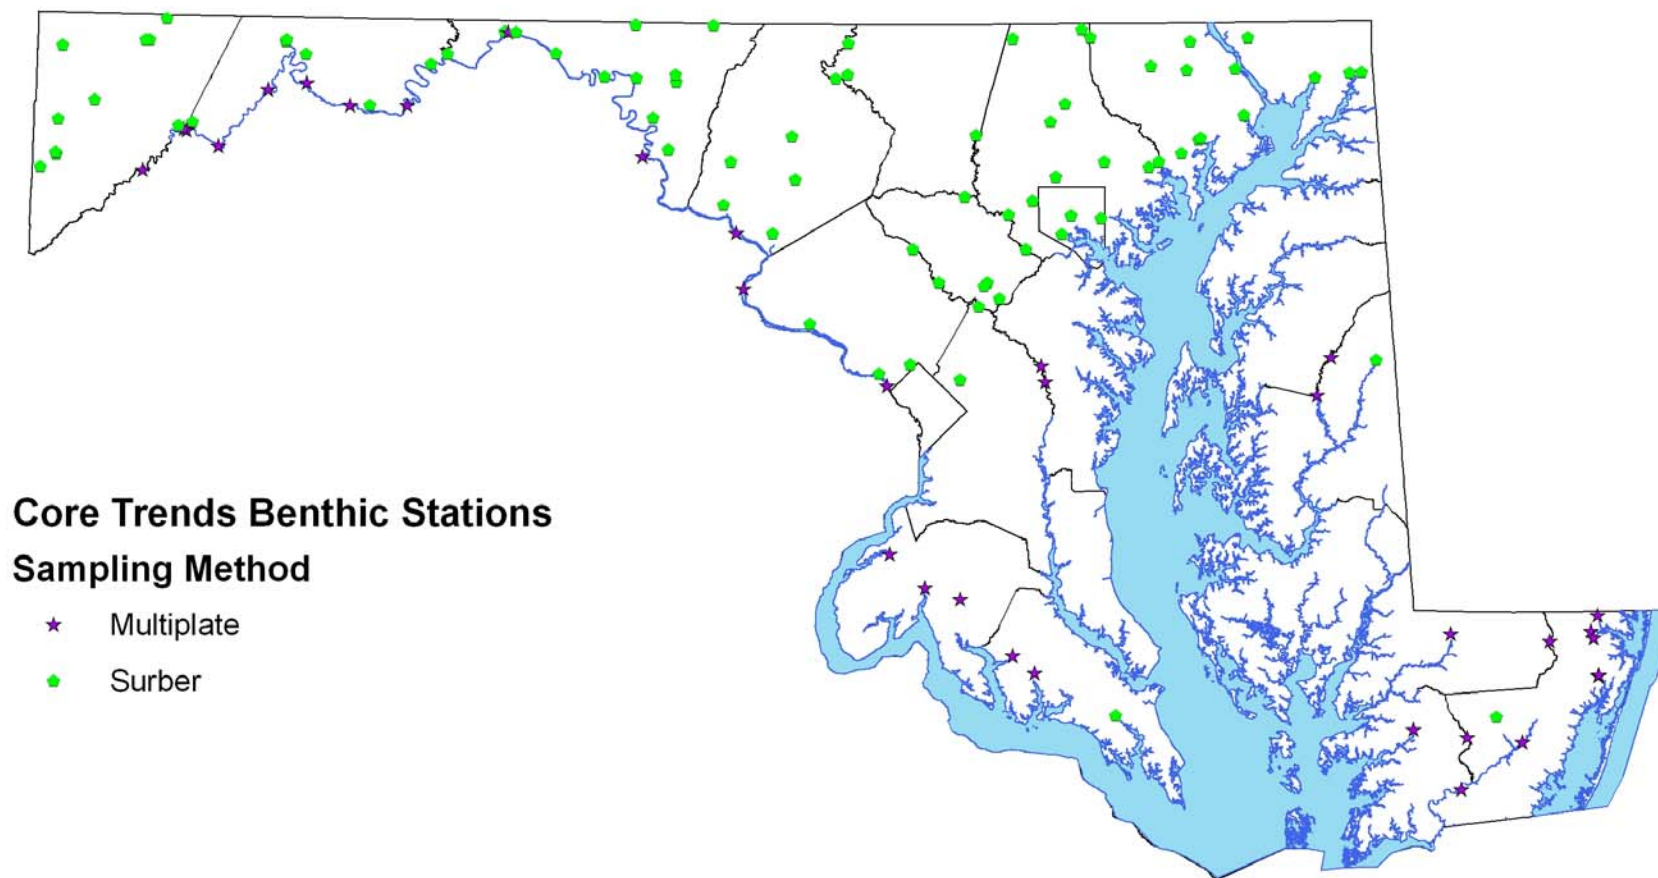 Core Trends Benthic Stations
Sampling Method
Multiplate
Surber